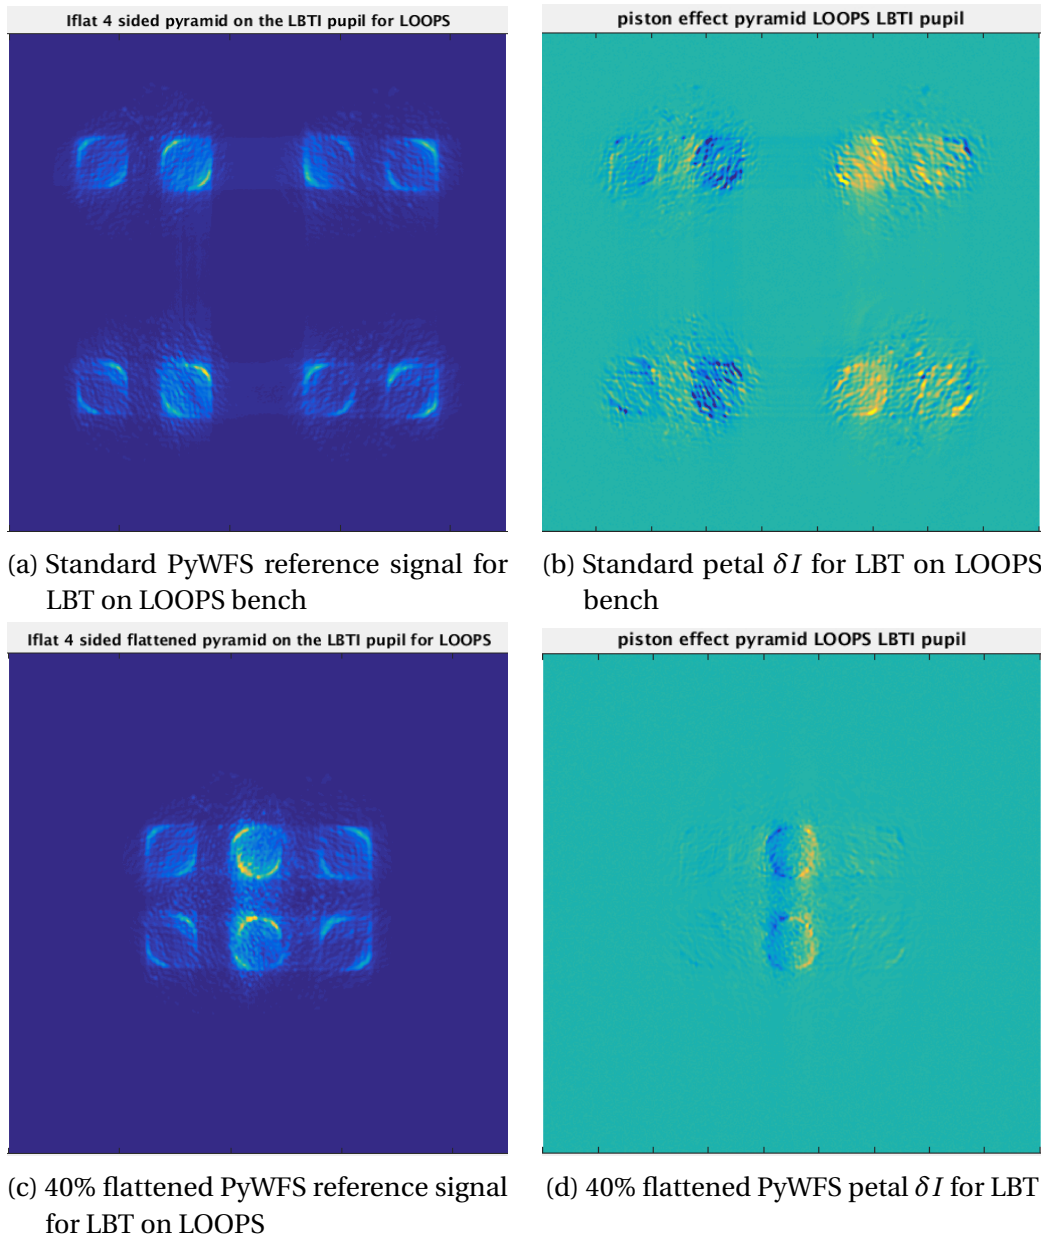 Iflat 4 sided pyramid on the LBTI pupil for LOOPS
piston effect pyramid LOOPS LBTI pupil
(a) Standard PyWFS reference signal for
LBT on LOOPS bench
(b) Standard petal δI for LBT on LOOPS
bench
Iflat 4 sided flattened pyramid on the LBTI pupil for LOOPS
piston effect pyramid LOOPS LBTI pupil
(c) 40% flattened PyWFS reference signal
for LBT on LOOPS
(d) 40% flattened PyWFS petal δI for LBT